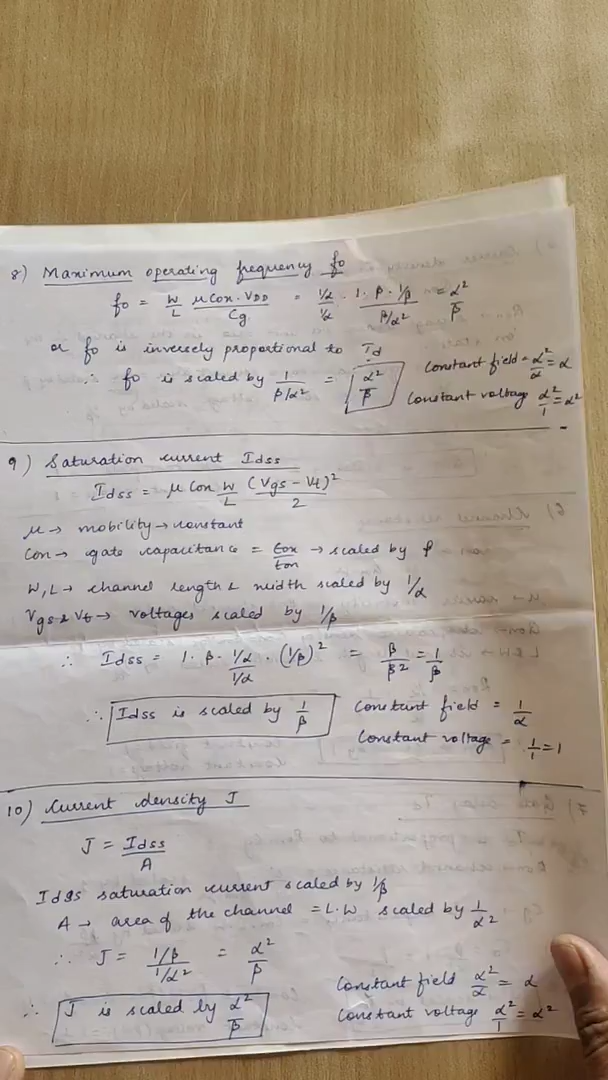 8) Maximum operating frequency fo
fo = W/L μCox·VDD / Cg = 1/α / 1/α · 1·β·1/β / β/α² = α²/β
or fo is inversely proportional to Td
∴ fo is scaled by 1 / β/α² = α²/β
Constant field = α²/α = α
Constant voltage α²/1 = α²
9) Saturation current Idss
Idss = μ Cox W/L (Vgs - Vt)² / 2
μ → mobility → constant
Cox → gate capacitance = Єox/tox → scaled by β
W, L → channel length & width scaled by 1/α
Vgs & Vt → voltages scaled by 1/β
∴ Idss = 1·β· 1/α / 1/α · (1/β)² = β/β² = 1/β
∴ Idss is scaled by 1/β
Constant field = 1/α
Constant voltage = 1/1 = 1
10) Current density J
J = Idss / A
Idss saturation current scaled by 1/β
A → area of the channel = L·W scaled by 1/α²
∴ J = 1/β / 1/α² = α²/β
∴ J is scaled by α²/β
Constant field α²/α = α
Constant voltage α²/1 = α²